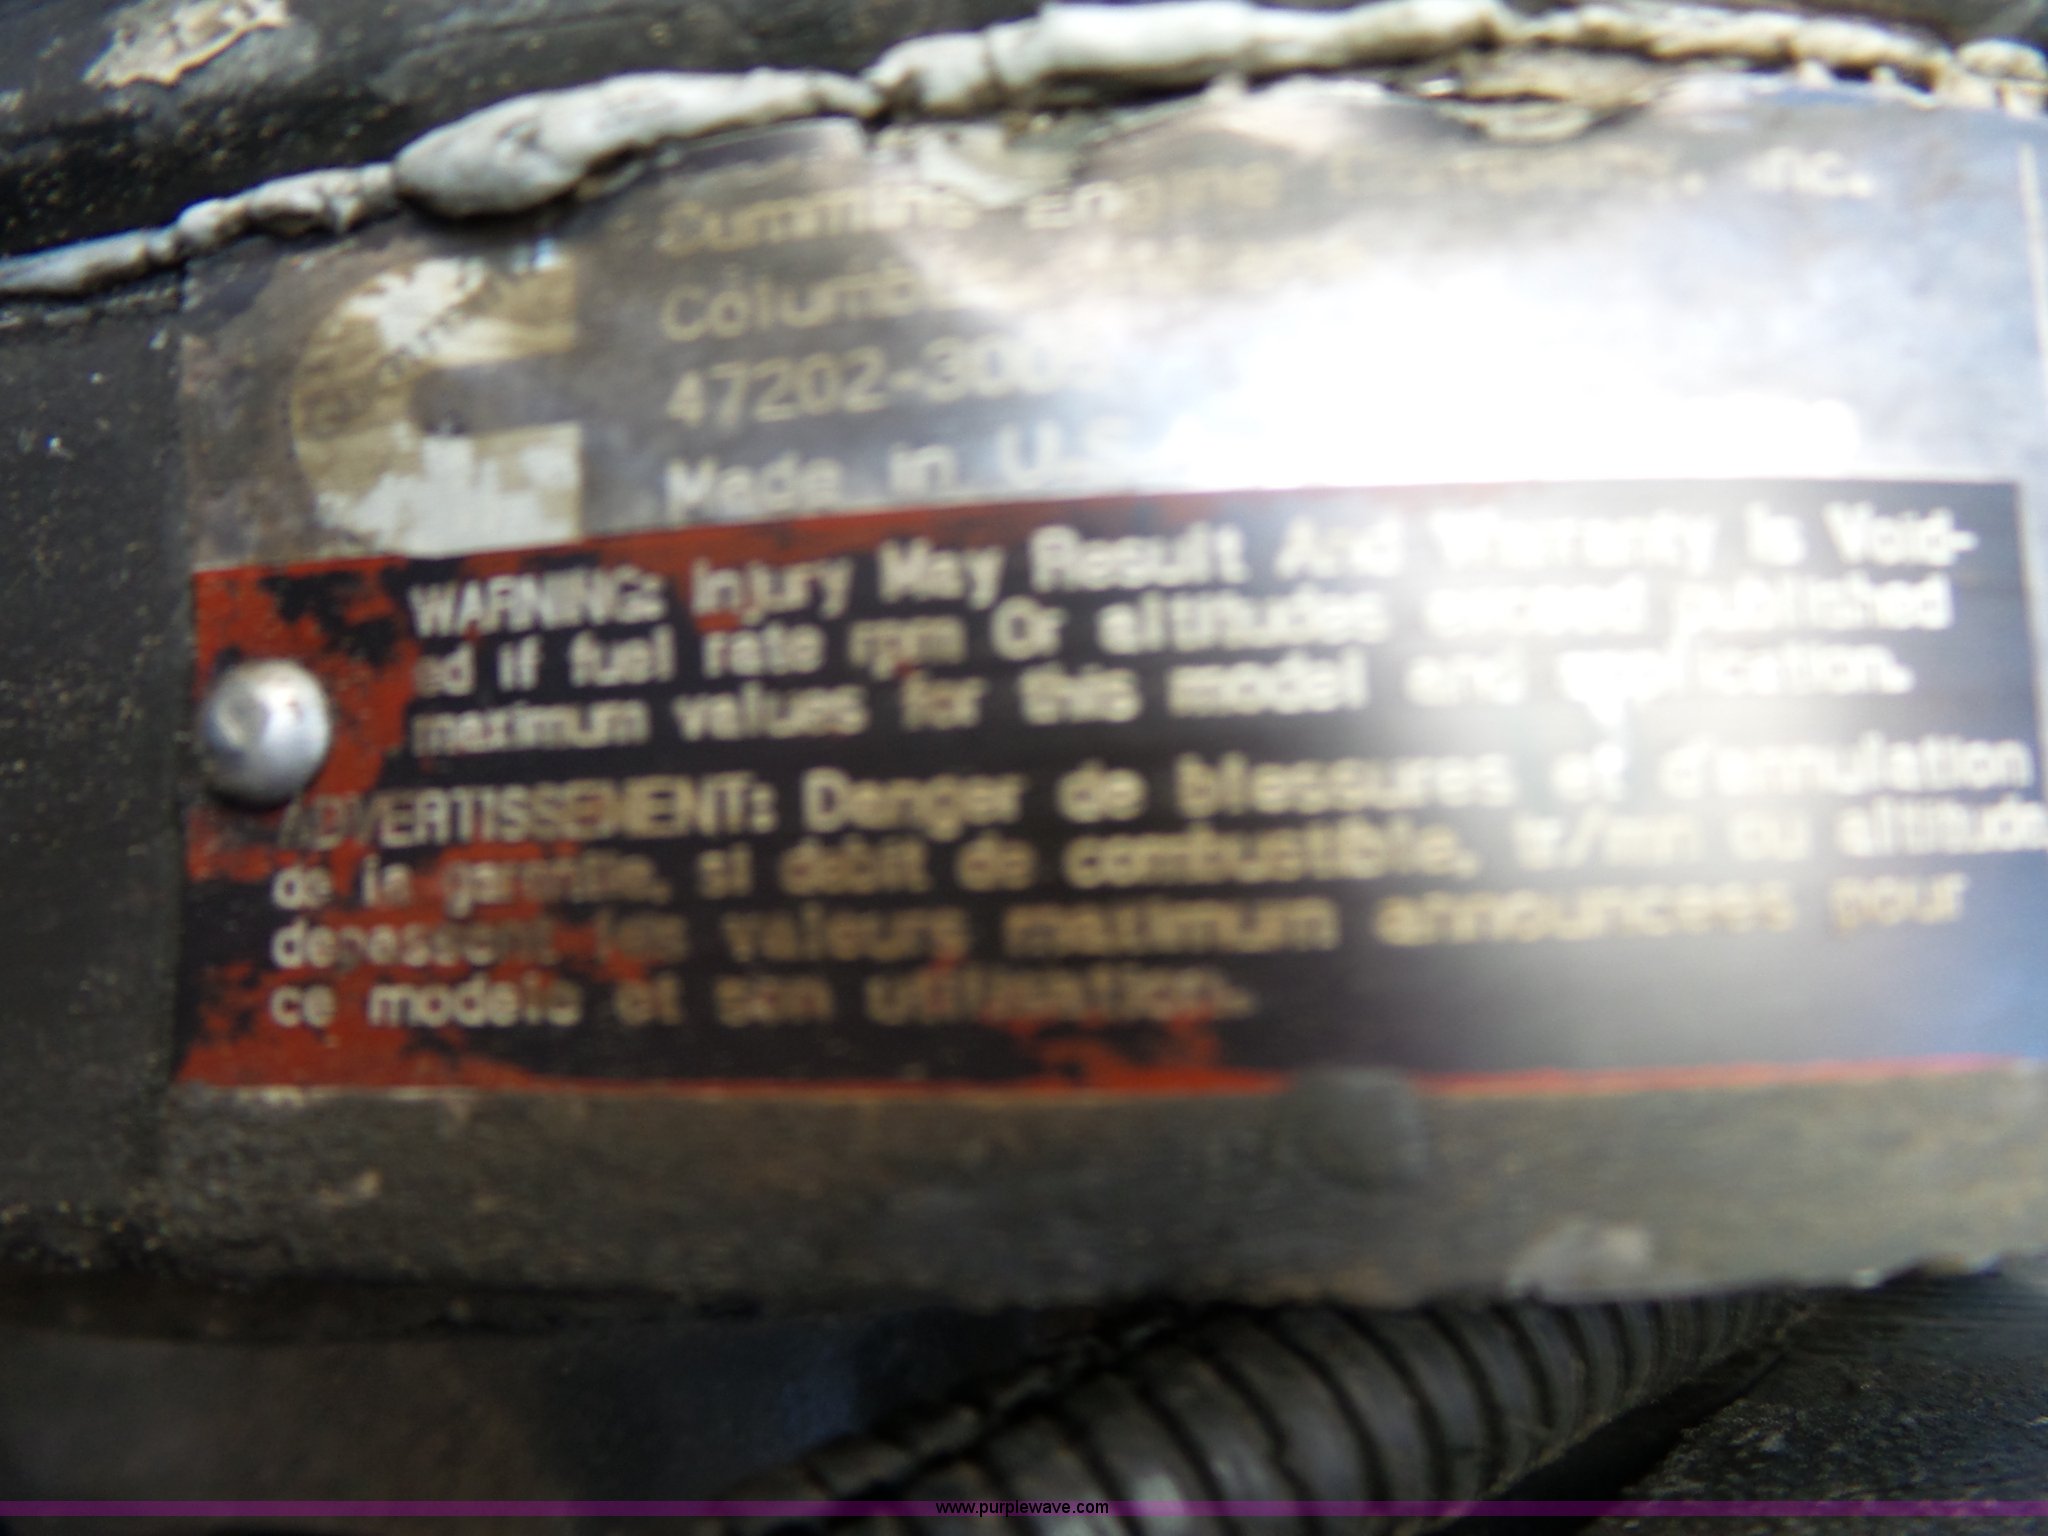 Cummins Engine Company, Inc.
Columbus
47202-300
Made in U.S.A.
WARNING: Injury May Result And Warranty Is Void-
ed if fuel rate rpm Or altitudes exceed published
maximum values for this model and application.
ADVERTISSEMENT: Danger de blessures et d'annulation
de la garantie, si debit de combustible, tr/mn ou altitude
depassent les valeurs maximum annoncees pour
ce modele et son utilisation.
www.purplewave.com